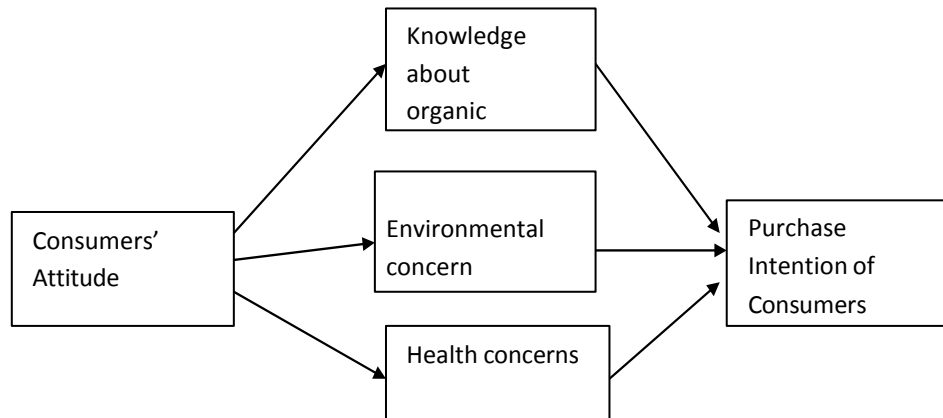 Knowledge
about
organic
Consumers’
Attitude
Environmental
concern
Purchase
Intention of
Consumers
Health concerns